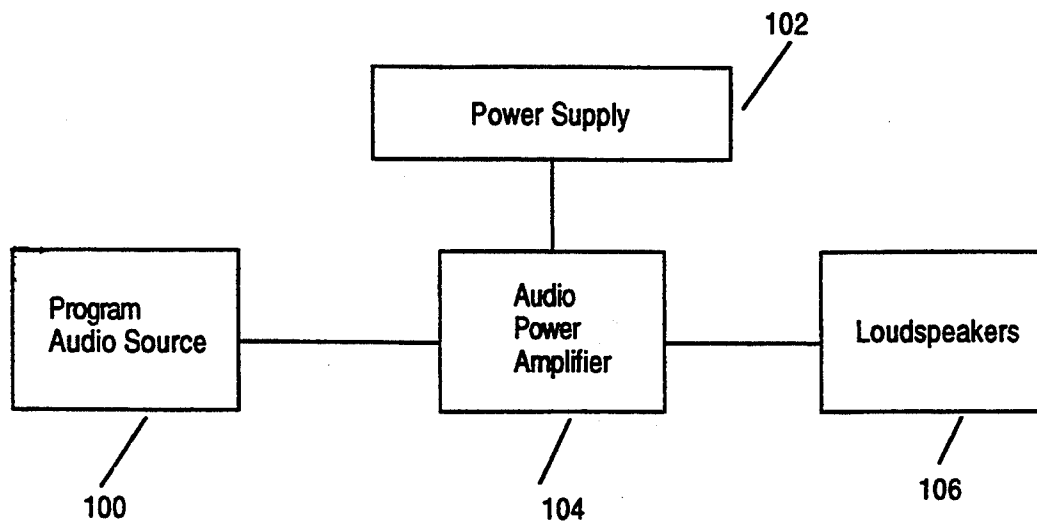 102
Power Supply
Program
Audio Source
Audio
Power
Amplifier
Loudspeakers
100
104
106